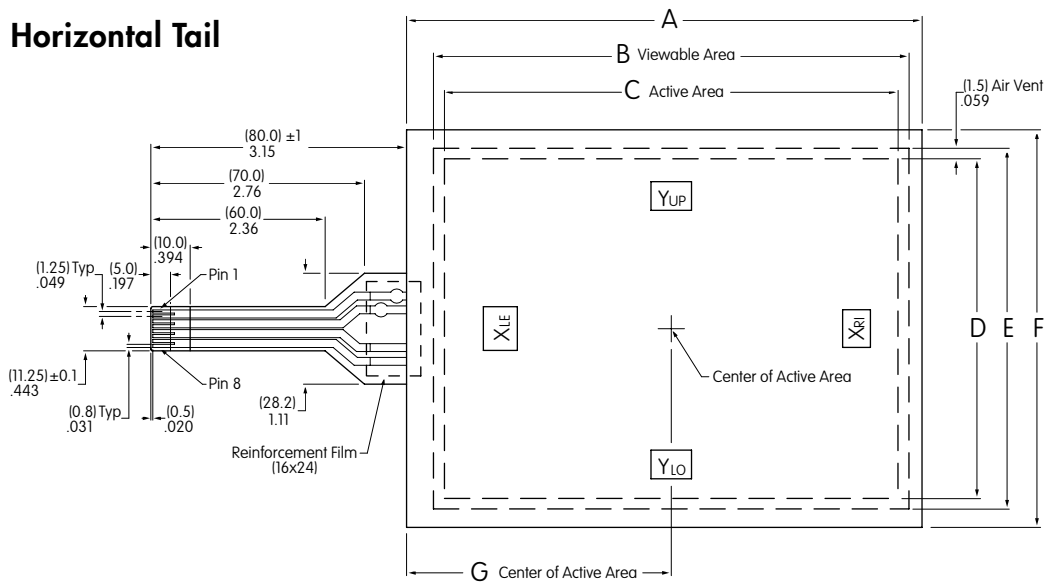 Horizontal Tail
A
B Viewable Area
C Active Area
(1.5) Air Vent
.059
(80.0) ±1
3.15
(70.0)
2.76
(60.0)
2.36
(10.0)
.394
(1.25) Typ
.049
(5.0)
.197
Pin 1
YUP
XLE
XRI
D
E
F
Center of Active Area
(11.25)±0.1
.443
Pin 8
(0.8) Typ
.031
(0.5)
.020
(28.2)
1.11
Reinforcement Film
(16x24)
YLO
G Center of Active Area